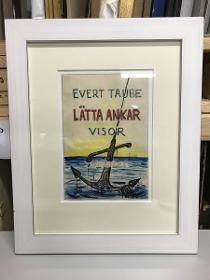 EVERT TAUBE
LÄTTA ANKAR
VISOR